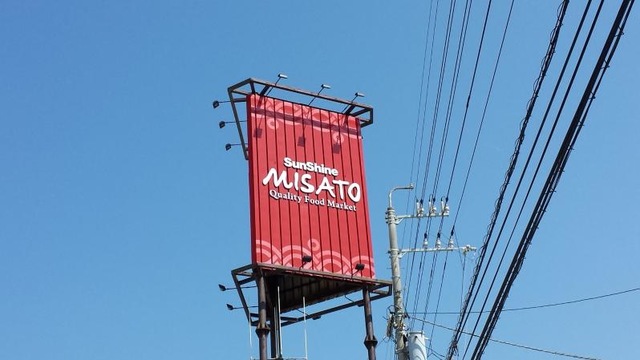 SunShine
MISATO
Quality Food Market